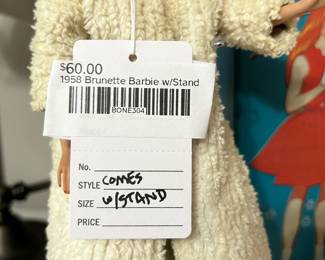 $60.00
1958 Brunette Barbie w/Stand
BONE304
No.
STYLE COMES
SIZE w/STAND
PRICE